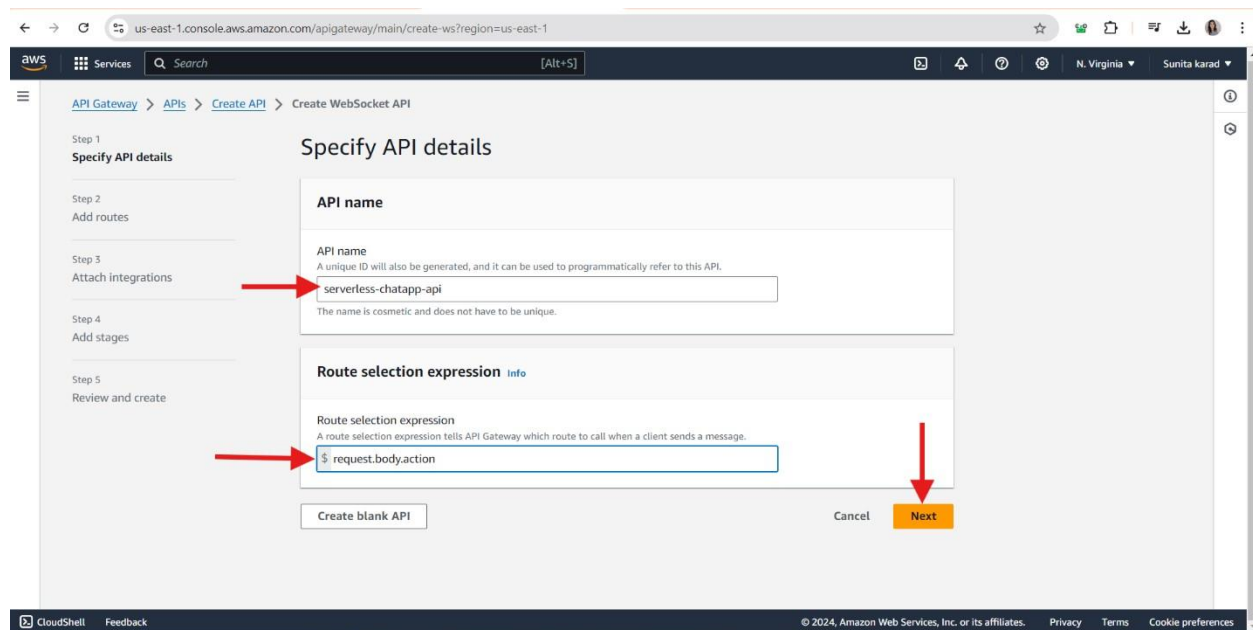 us-east-1.console.aws.amazon.com/apigateway/main/create-ws?region=us-east-1
aws Services Search [Alt+S] N. Virginia Sunita karad
API Gateway > APIs > Create API > Create WebSocket API
Step 1
Specify API details
Step 2
Add routes
Step 3
Attach integrations
Step 4
Add stages
Step 5
Review and create
Specify API details
API name
API name
A unique ID will also be generated, and it can be used to programmatically refer to this API.
serverless-chatapp-api
The name is cosmetic and does not have to be unique.
Route selection expression Info
Route selection expression
A route selection expression tells API Gateway which route to call when a client sends a message.
$ request.body.action
Create blank API Cancel Next
CloudShell Feedback © 2024, Amazon Web Services, Inc. or its affiliates. Privacy Terms Cookie preferences